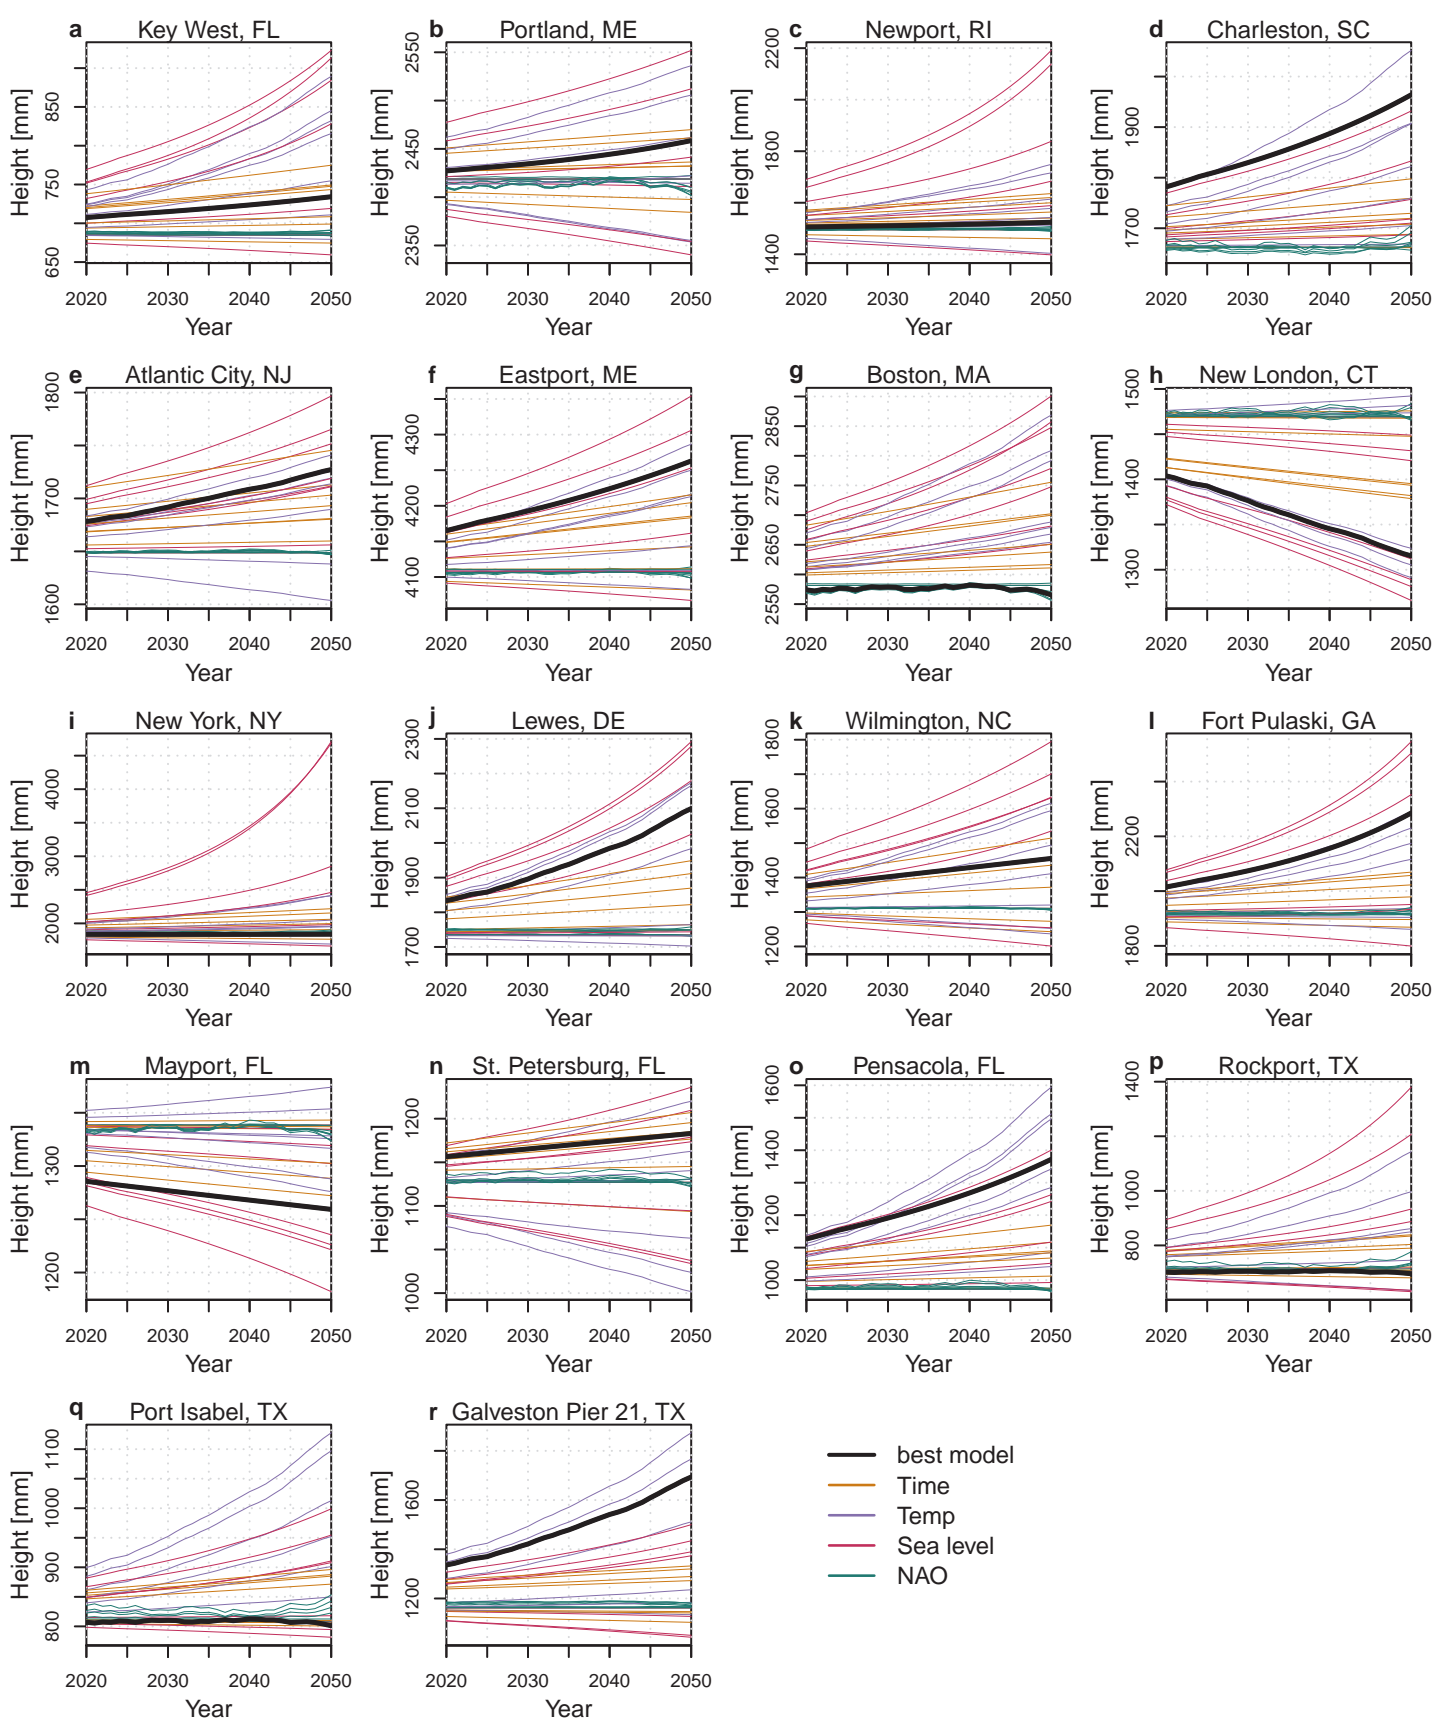 a Key West, FL
Height [mm]
650 750 850
2020 2030 2040 2050
Year
b Portland, ME
Height [mm]
2350 2450 2550
2020 2030 2040 2050
Year
c Newport, RI
Height [mm]
1400 1800 2200
2020 2030 2040 2050
Year
d Charleston, SC
Height [mm]
1700 1900
2020 2030 2040 2050
Year
e Atlantic City, NJ
Height [mm]
1600 1700 1800
2020 2030 2040 2050
Year
f Eastport, ME
Height [mm]
4100 4200 4300
2020 2030 2040 2050
Year
g Boston, MA
Height [mm]
2550 2650 2750 2850
2020 2030 2040 2050
Year
h New London, CT
Height [mm]
1300 1400 1500
2020 2030 2040 2050
Year
i New York, NY
Height [mm]
2000 3000 4000
2020 2030 2040 2050
Year
j Lewes, DE
Height [mm]
1700 1900 2100 2300
2020 2030 2040 2050
Year
k Wilmington, NC
Height [mm]
1200 1400 1600 1800
2020 2030 2040 2050
Year
l Fort Pulaski, GA
Height [mm]
1800 2200
2020 2030 2040 2050
Year
m Mayport, FL
Height [mm]
1200 1300
2020 2030 2040 2050
Year
n St. Petersburg, FL
Height [mm]
1000 1100 1200
2020 2030 2040 2050
Year
o Pensacola, FL
Height [mm]
1000 1200 1400 1600
2020 2030 2040 2050
Year
p Rockport, TX
Height [mm]
800 1000 1400
2020 2030 2040 2050
Year
q Port Isabel, TX
Height [mm]
800 900 1000 1100
2020 2030 2040 2050
Year
r Galveston Pier 21, TX
Height [mm]
1200 1600
2020 2030 2040 2050
Year
best model
Time
Temp
Sea level
NAO